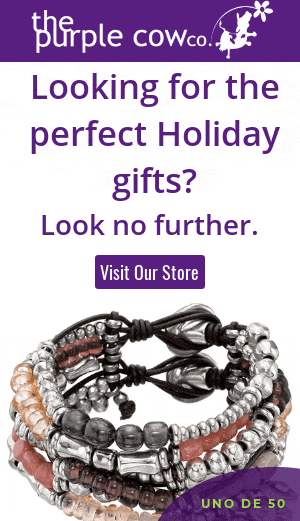 the
purple cowco.
Looking for the
perfect Holiday
gifts?
Look no further.
Visit Our Store
UNO DE 50